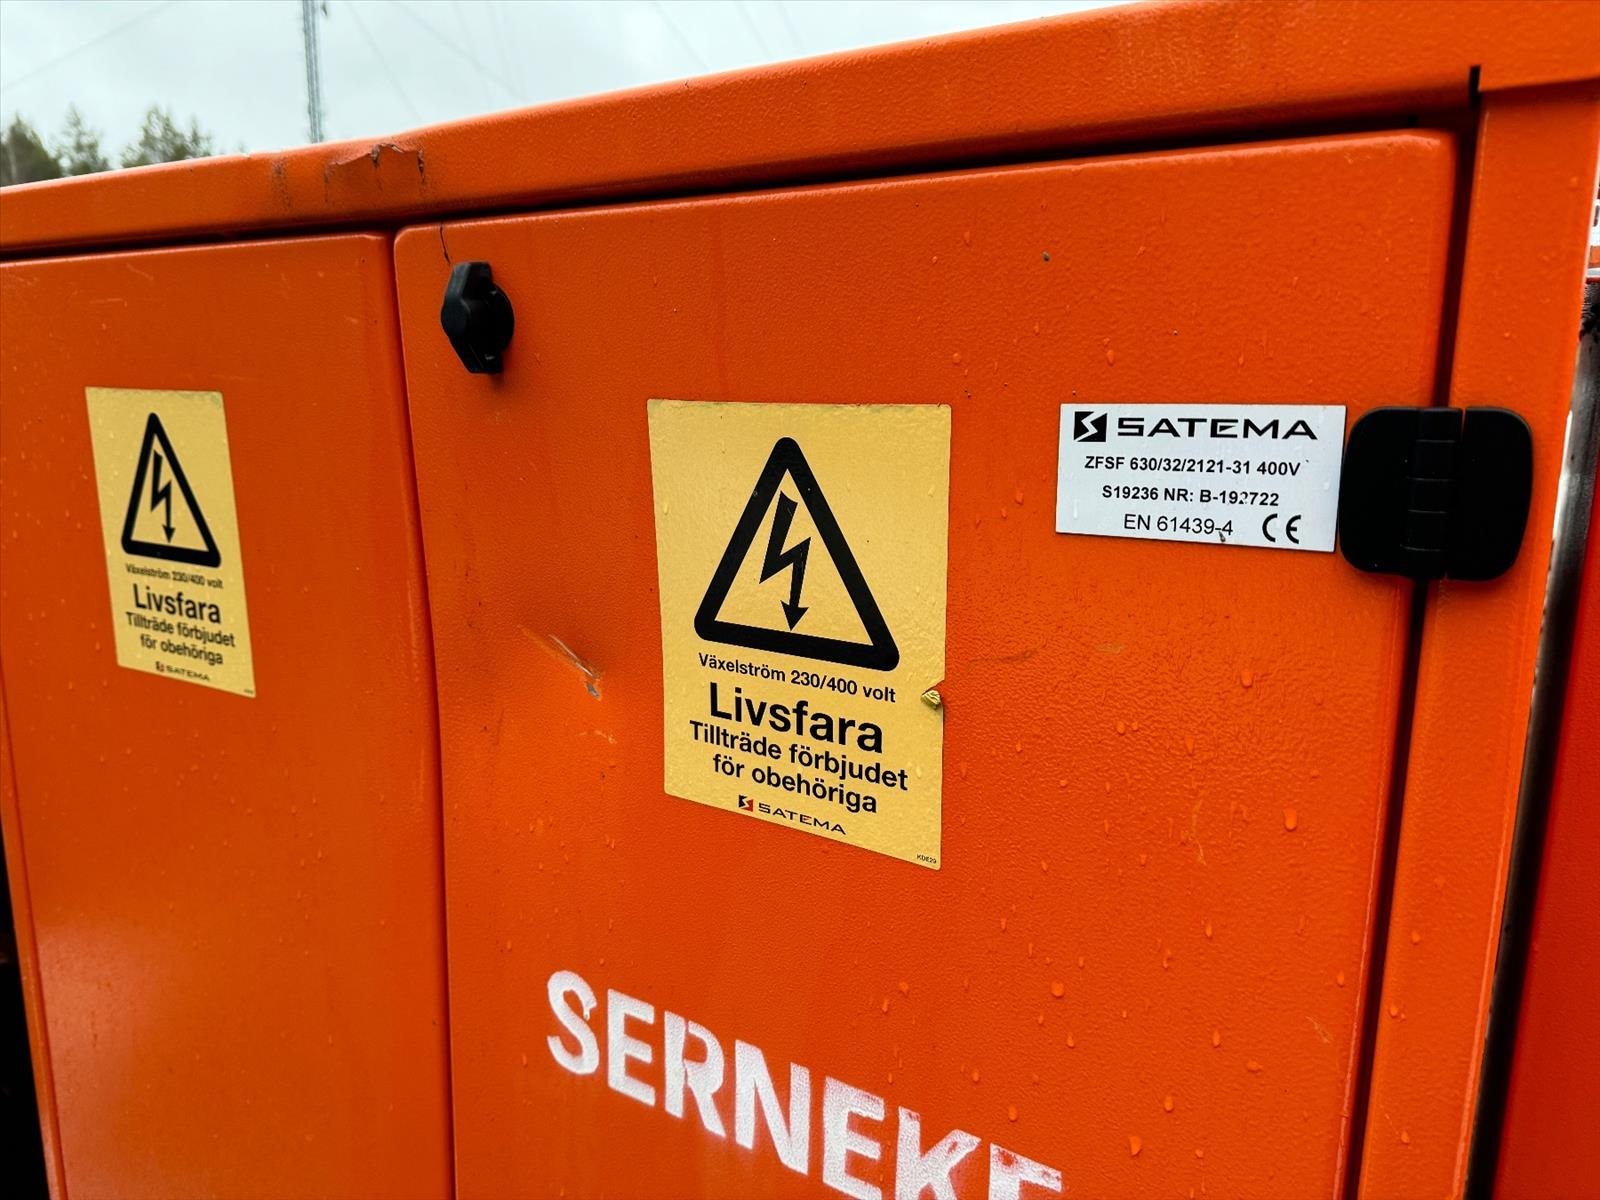 Växelström 230/400 volt
Livsfara
Tillträde förbjudet
för obehöriga
SATEMA
Växelström 230/400 volt
Livsfara
Tillträde förbjudet
för obehöriga
SATEMA
KDE29
SATEMA
ZFSF 630/32/2121-31 400V
S19236 NR: B-192722
EN 61439-4 CE
SERNEKE